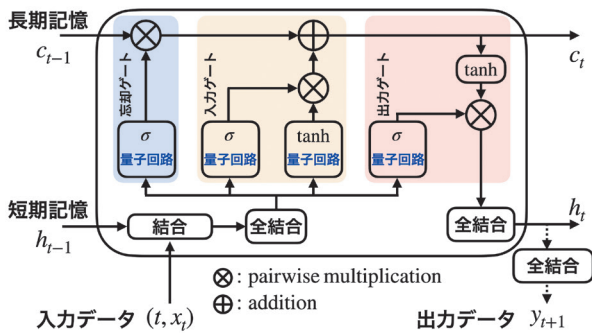 長期記憶
c_{t-1}
忘却ゲート
入力ゲート
出力ゲート
c_t
tanh
σ
量子回路
σ
量子回路
tanh
量子回路
σ
量子回路
短期記憶
h_{t-1}
結合
全結合
全結合
h_t
全結合
⊗: pairwise multiplication
⊕: addition
入力データ (t, x_t)
出力データ y_{t+1}